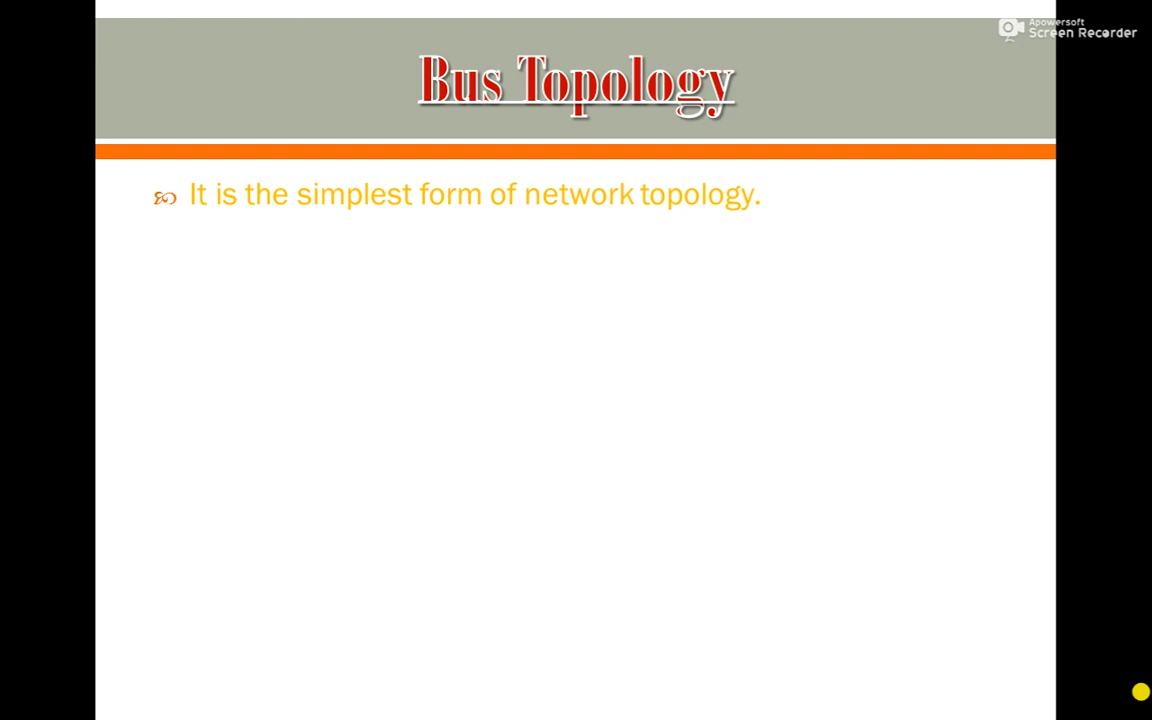 Apowersoft
Screen Recorder
Bus Topology
It is the simplest form of network topology.